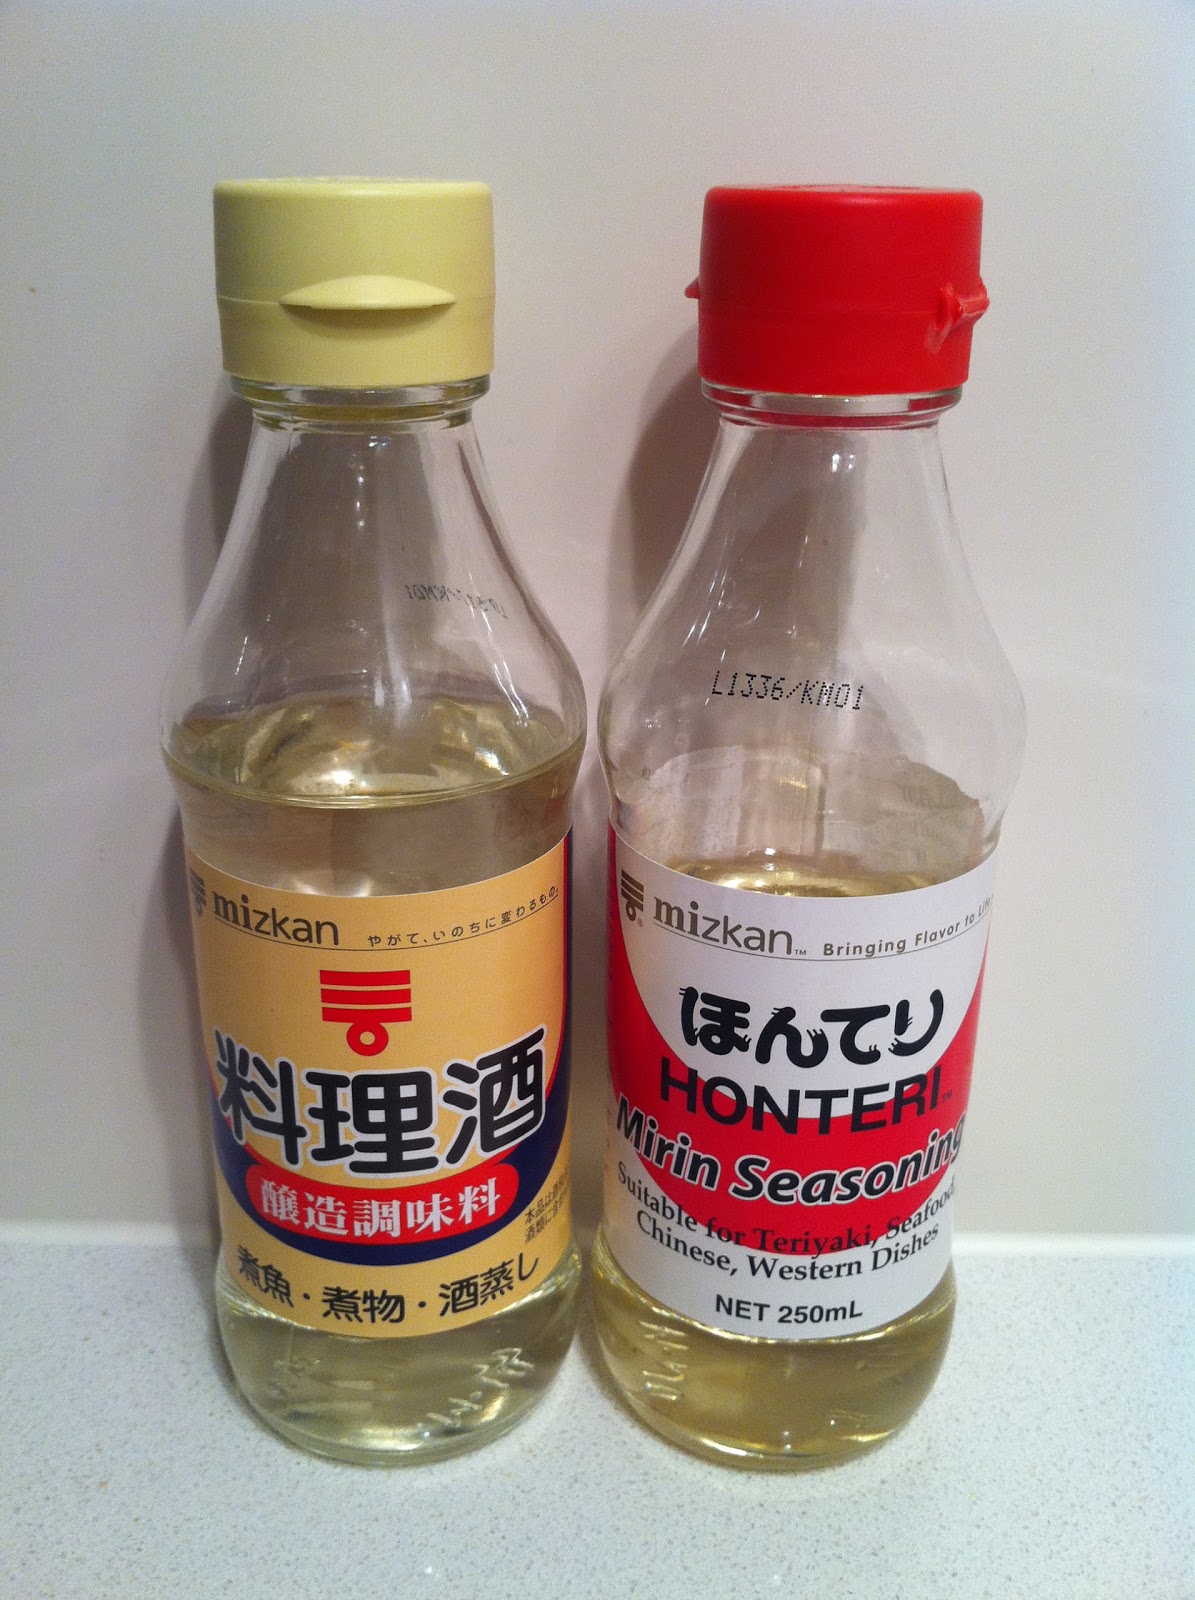 mizkan やがて、いのちに変わるもの。
料理酒
醸造調味料
煮魚・煮物・酒蒸し
L1336/KM01
mizkan™ Bringing Flavor to Life
ほんてり
HONTERI™
Mirin Seasoning
Suitable for Teriyaki, Seafood,
Chinese, Western Dishes
NET 250mL